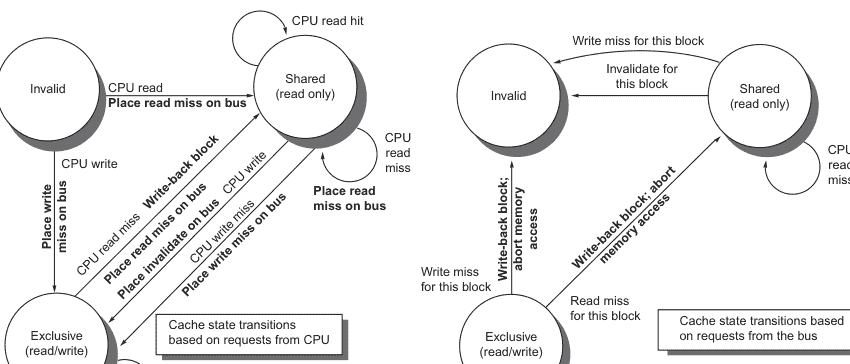 CPU read hit
Invalid
Shared
(read only)
CPU read
Place read miss on bus
CPU write
Place write
miss on bus
CPU read miss Write-back block
Place read miss on bus
Place invalidate on bus CPU write
CPU write miss
Place write miss on bus
CPU
read
miss
Place read
miss on bus
Exclusive
(read/write)
Cache state transitions
based on requests from CPU
Write miss for this block
Invalidate for
this block
Invalid
Shared
(read only)
CPU
read
miss
Write-back block;
abort memory
access
Write-back block; abort
memory access
Write miss
for this block
Read miss
for this block
Exclusive
(read/write)
Cache state transitions based
on requests from the bus